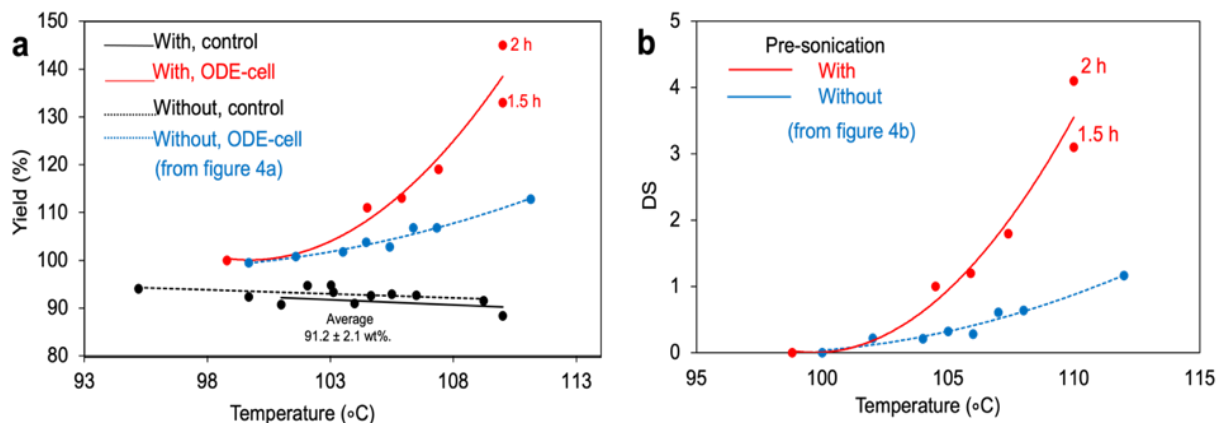 a
150
140
130
120
110
100
90
80
Yield (%)
With, control
With, ODE-cell
Without, control
Without, ODE-cell
(from figure 4a)
2 h
1.5 h
Average
91.2 ± 2.1 wt%.
93
98
103
108
113
Temperature (∘C)
b
5
4
3
2
1
0
DS
Pre-sonication
With
Without
(from figure 4b)
2 h
1.5 h
95
100
105
110
115
Temperature (∘C)